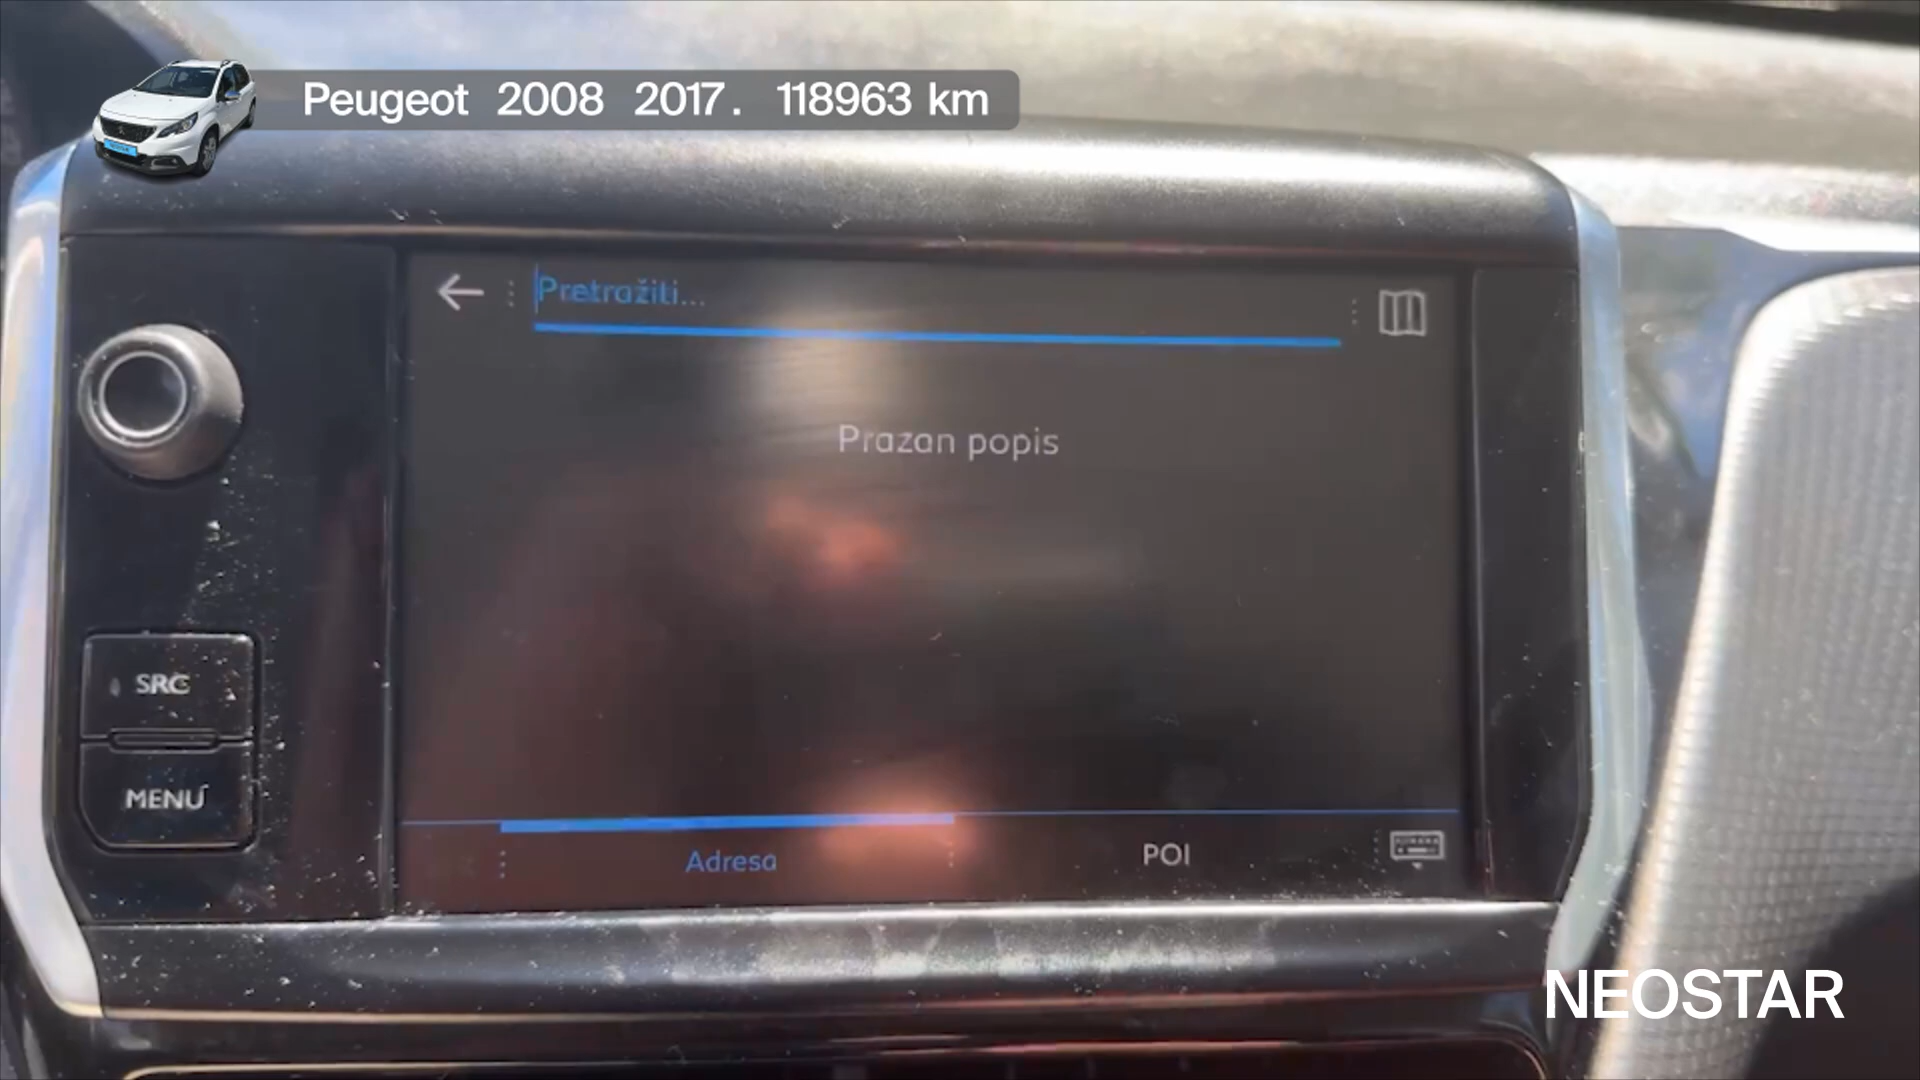 Peugeot 2008 2017. 118963 km
Pretražiti...
Prazan popis
SRC
MENU
Adresa
POI
NEOSTAR